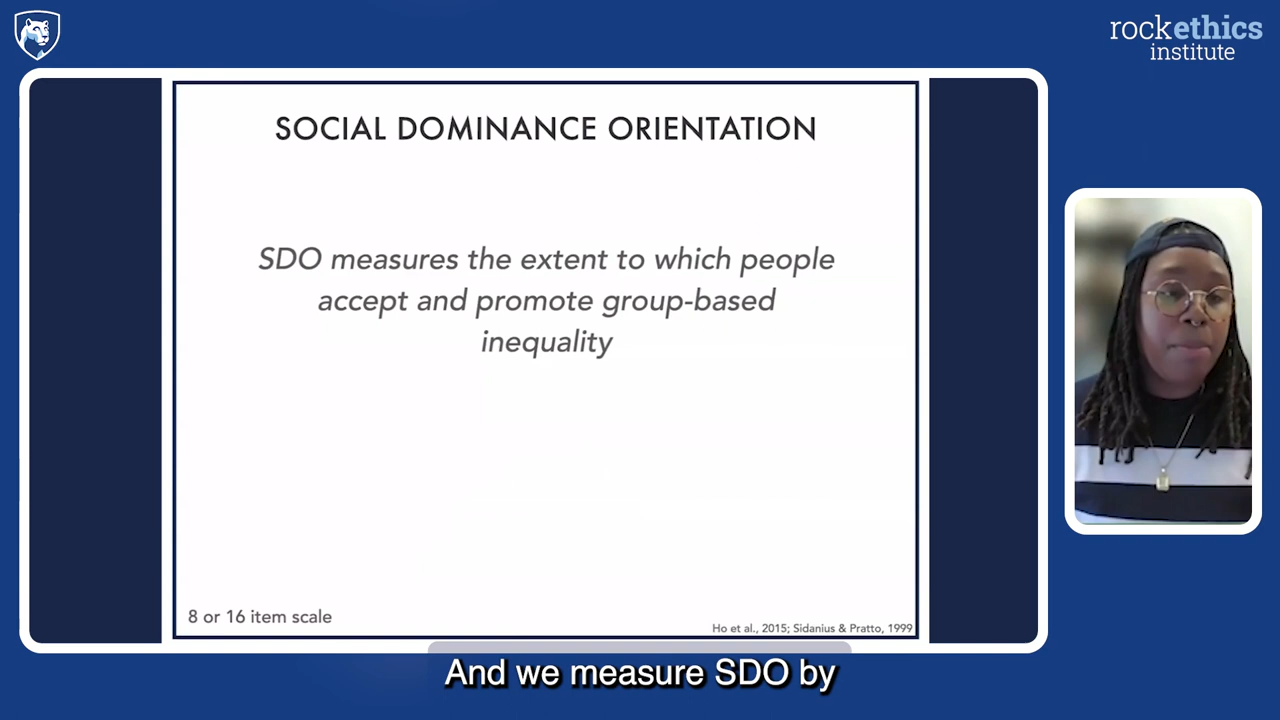 rockethics
institute
SOCIAL DOMINANCE ORIENTATION
SDO measures the extent to which people
accept and promote group-based
inequality
8 or 16 item scale
Ho et al., 2015; Sidanius & Pratto, 1999
And we measure SDO by